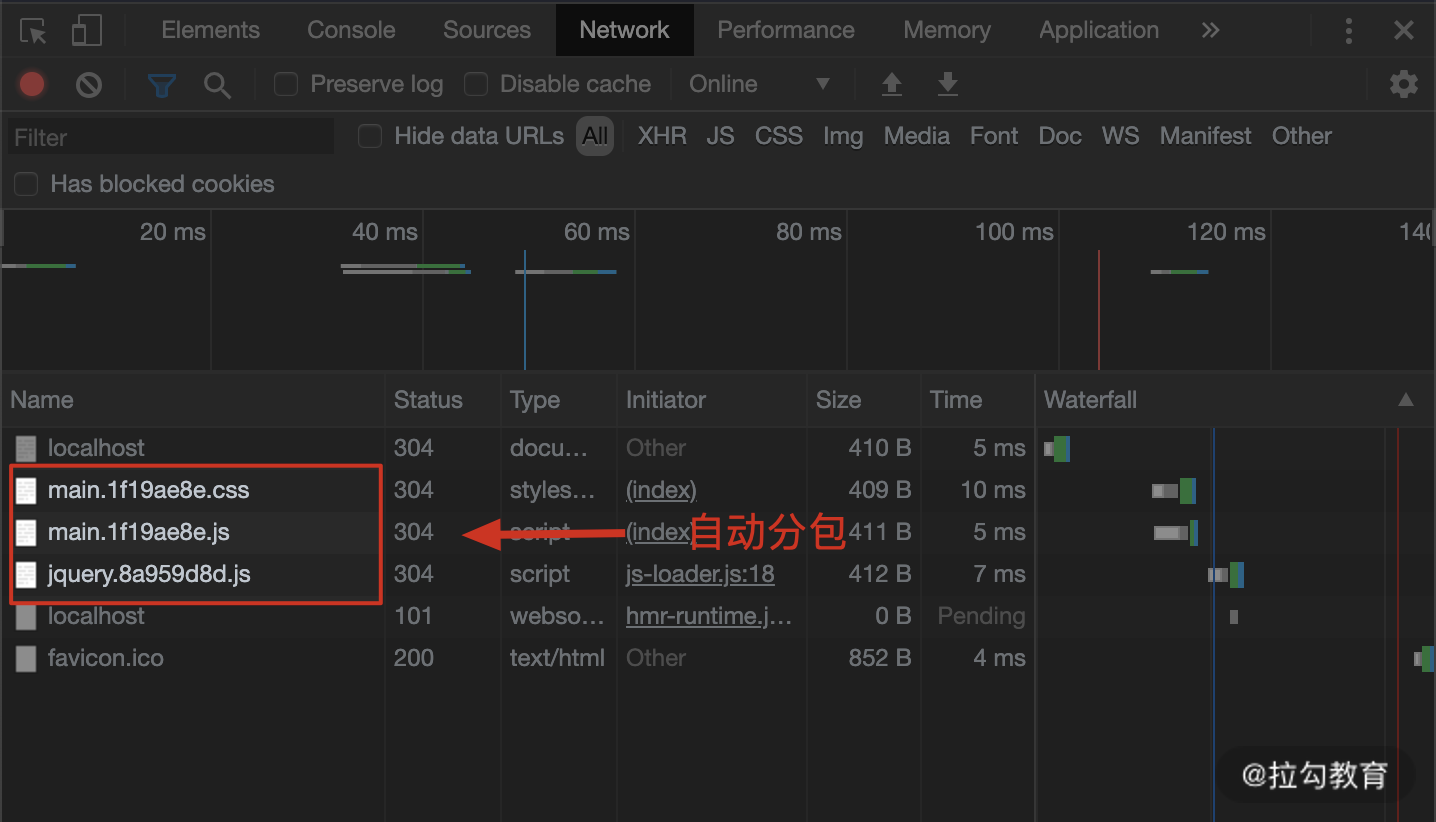 Elements Console Sources Network Performance Memory Application »
Preserve log Disable cache Online
Filter Hide data URLs All XHR JS CSS Img Media Font Doc WS Manifest Other
Has blocked cookies
20 ms 40 ms 60 ms 80 ms 100 ms 120 ms 140
Name Status Type Initiator Size Time Waterfall
localhost 304 docu… Other 410 B 5 ms
main.1f19ae8e.css 304 styles… (index) 409 B 10 ms
main.1f19ae8e.js 304 script (index) 自动分包 411 B 5 ms
jquery.8a959d8d.js 304 script js-loader.js:18 412 B 7 ms
localhost 101 webso… hmr-runtime.j… 0 B Pending
favicon.ico 200 text/html Other 852 B 4 ms
@拉勾教育